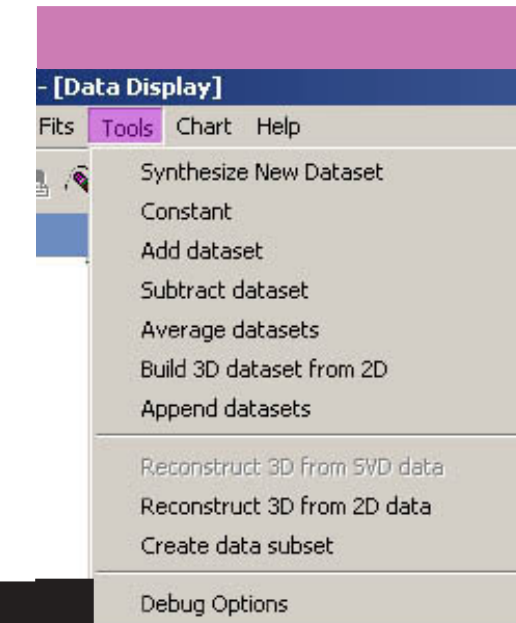 - [Data Display]
Fits Tools Chart Help
Synthesize New Dataset
Constant
Add dataset
Subtract dataset
Average datasets
Build 3D dataset from 2D
Append datasets
Reconstruct 3D from SVD data
Reconstruct 3D from 2D data
Create data subset
Debug Options